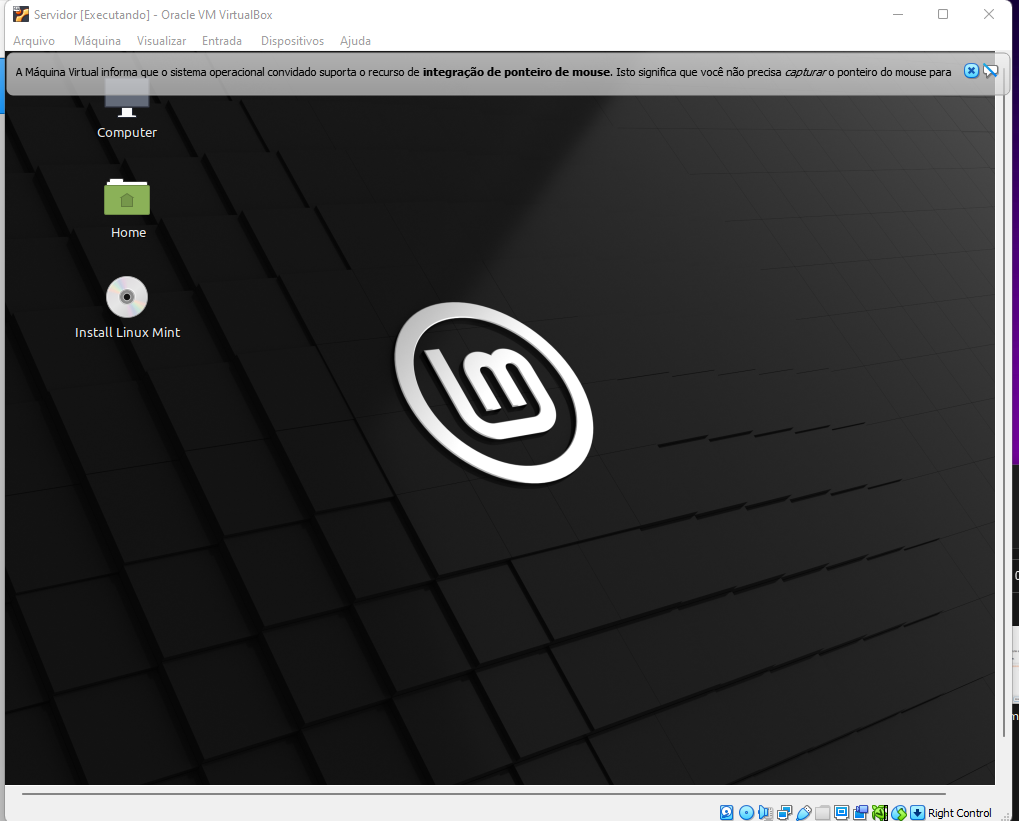 Servidor [Executando] - Oracle VM VirtualBox
Arquivo Máquina Visualizar Entrada Dispositivos Ajuda
A Máquina Virtual informa que o sistema operacional convidado suporta o recurso de integração de ponteiro de mouse. Isto significa que você não precisa capturar o ponteiro do mouse para
Computer
Home
Install Linux Mint
lm
Right Control